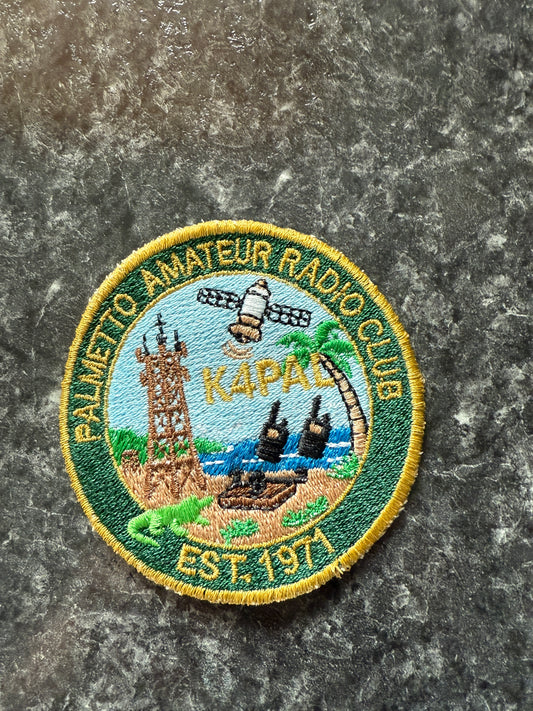 PALMETTO AMATEUR RADIO CLUB
K4PAL
EST. 1971